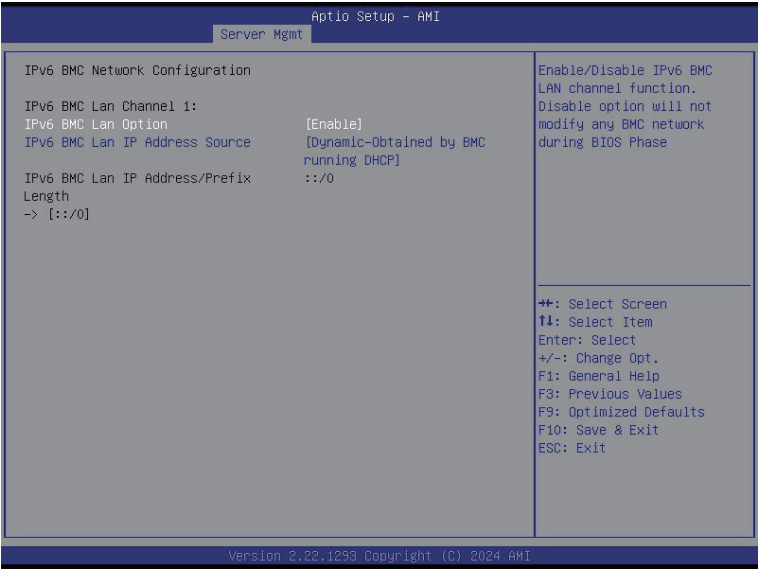 Aptio Setup – AMI
Server Mgmt
IPv6 BMC Network Configuration
IPv6 BMC Lan Channel 1:
IPv6 BMC Lan Option [Enable]
IPv6 BMC Lan IP Address Source [Dynamic-Obtained by BMC
running DHCP]
IPv6 BMC Lan IP Address/Prefix ::/0
Length
-> [::/0]
Enable/Disable IPv6 BMC
LAN channel function.
Disable option will not
modify any BMC network
during BIOS Phase
→←: Select Screen
↑↓: Select Item
Enter: Select
+/-: Change Opt.
F1: General Help
F3: Previous Values
F9: Optimized Defaults
F10: Save & Exit
ESC: Exit
Version 2.22.1293 Copyright (C) 2024 AMI